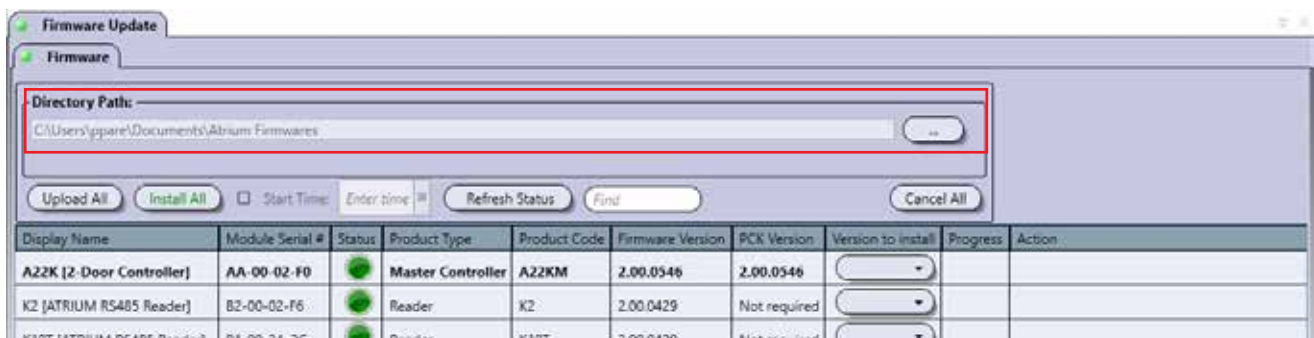 Firmware Update
Firmware
Directory Path:
C:\Users\ppare\Documents\Atrium Firmwares
..
Upload All Install All Start Time: Enter time Refresh Status Find Cancel All
Display Name Module Serial # Status Product Type Product Code Firmware Version PCK Version Version to install Progress Action
A22K [2-Door Controller] AA-00-02-F0 Master Controller A22KM 2.00.0546 2.00.0546
K2 [ATRIUM RS485 Reader] B2-00-02-F6 Reader K2 2.00.0429 Not required